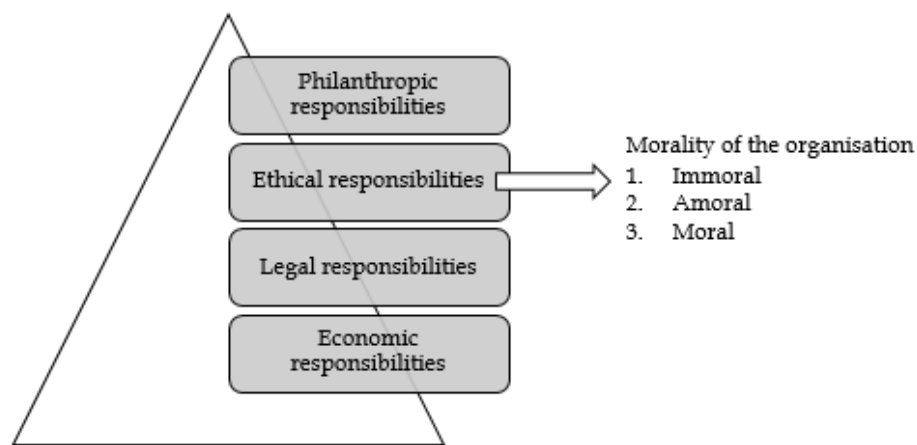 Philanthropic
responsibilities
Ethical responsibilities
Legal responsibilities
Economic
responsibilities
Morality of the organisation
1. Immoral
2. Amoral
3. Moral